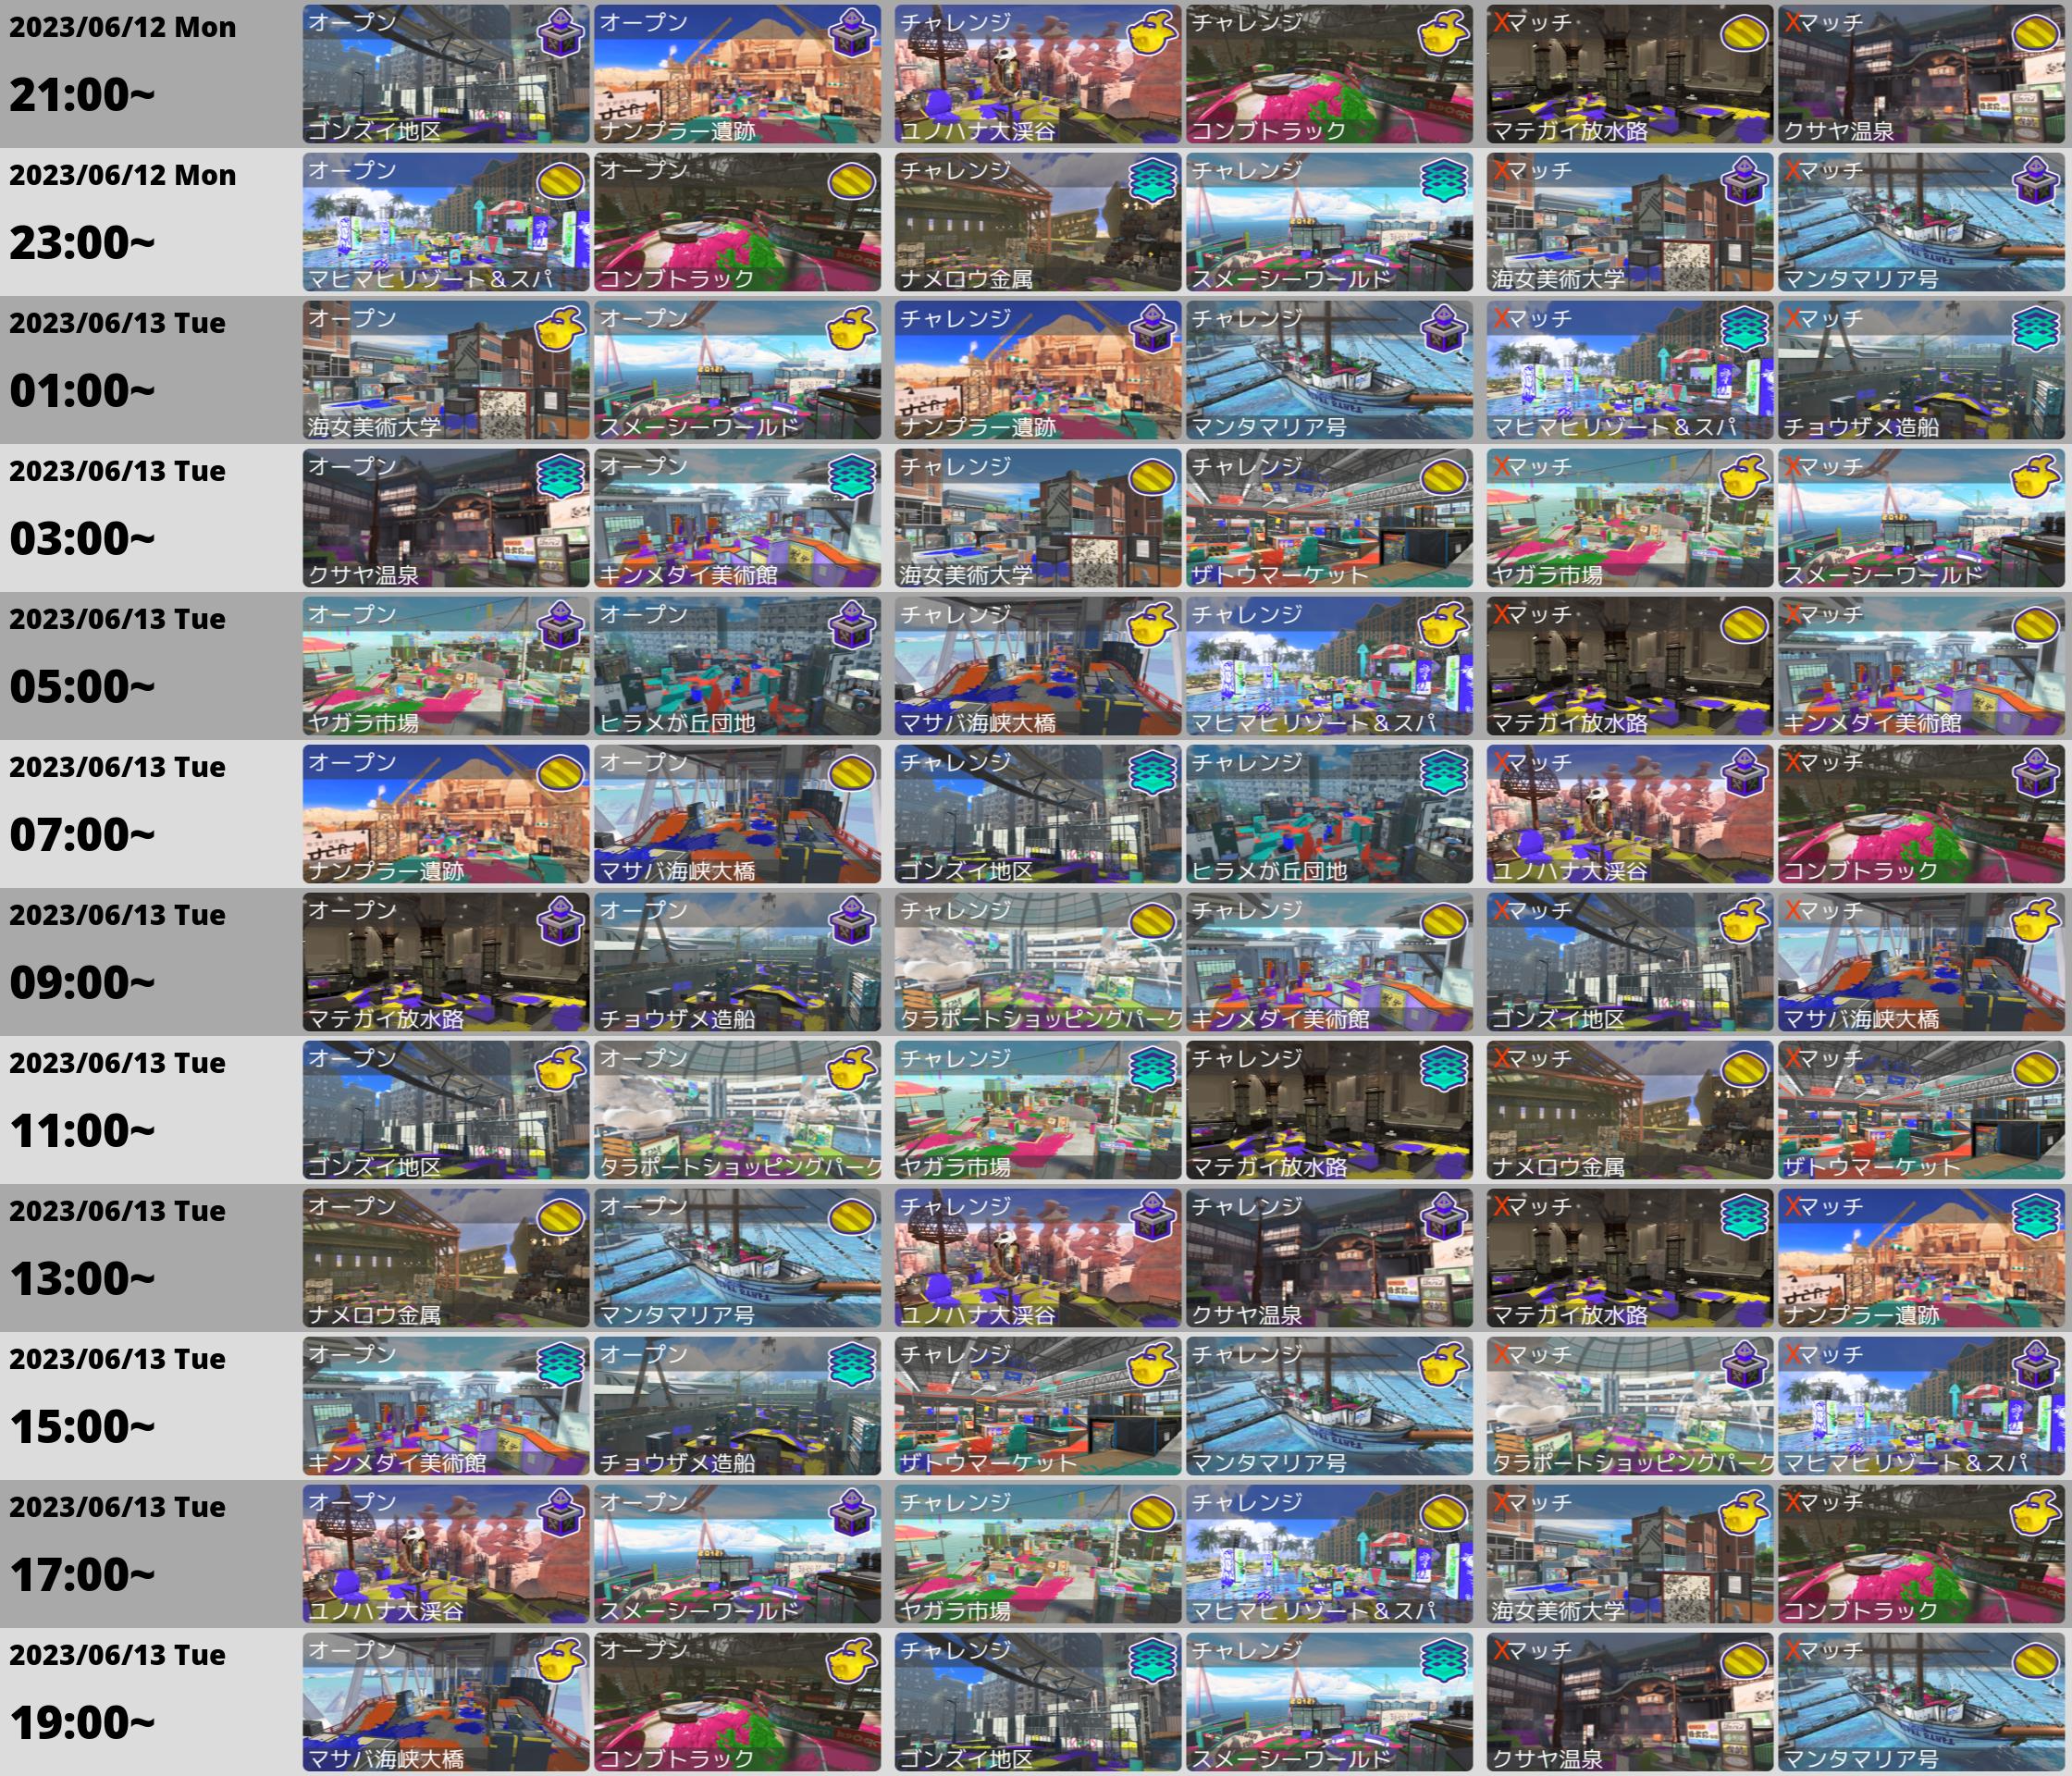 2023/06/12 Mon
21:00~
オープン オープン チャレンジ チャレンジ Xマッチ Xマッチ
ゴンズイ地区 ナンプラー遺跡 ユノハナ大渓谷 コンブトラック マテガイ放水路 クサヤ温泉
2023/06/12 Mon
23:00~
オープン オープン チャレンジ チャレンジ Xマッチ Xマッチ
マヒマヒリゾート＆スパ コンブトラック ナメロウ金属 スメーシーワールド 海女美術大学 マンタマリア号
2023/06/13 Tue
01:00~
オープン オープン チャレンジ チャレンジ Xマッチ Xマッチ
海女美術大学 スメーシーワールド ナンプラー遺跡 マンタマリア号 マヒマヒリゾート＆スパ チョウザメ造船
2023/06/13 Tue
03:00~
オープン オープン チャレンジ チャレンジ Xマッチ Xマッチ
クサヤ温泉 キンメダイ美術館 海女美術大学 ザトウマーケット ヤガラ市場 スメーシーワールド
2023/06/13 Tue
05:00~
オープン オープン チャレンジ チャレンジ Xマッチ Xマッチ
ヤガラ市場 ヒラメが丘団地 マサバ海峡大橋 マヒマヒリゾート＆スパ マテガイ放水路 キンメダイ美術館
2023/06/13 Tue
07:00~
オープン オープン チャレンジ チャレンジ Xマッチ Xマッチ
ナンプラー遺跡 マサバ海峡大橋 ゴンズイ地区 ヒラメが丘団地 ユノハナ大渓谷 コンブトラック
2023/06/13 Tue
09:00~
オープン オープン チャレンジ チャレンジ Xマッチ Xマッチ
マテガイ放水路 チョウザメ造船 タラポートショッピングパーク キンメダイ美術館 ゴンズイ地区 マサバ海峡大橋
2023/06/13 Tue
11:00~
オープン オープン チャレンジ チャレンジ Xマッチ Xマッチ
ゴンズイ地区 タラポートショッピングパーク ヤガラ市場 マテガイ放水路 ナメロウ金属 ザトウマーケット
2023/06/13 Tue
13:00~
オープン オープン チャレンジ チャレンジ Xマッチ Xマッチ
ナメロウ金属 マンタマリア号 ユノハナ大渓谷 クサヤ温泉 マテガイ放水路 ナンプラー遺跡
2023/06/13 Tue
15:00~
オープン オープン チャレンジ チャレンジ Xマッチ Xマッチ
キンメダイ美術館 チョウザメ造船 ザトウマーケット マンタマリア号 タラポートショッピングパーク マヒマヒリゾート＆スパ
2023/06/13 Tue
17:00~
オープン オープン チャレンジ チャレンジ Xマッチ Xマッチ
ユノハナ大渓谷 スメーシーワールド ヤガラ市場 マヒマヒリゾート＆スパ 海女美術大学 コンブトラック
2023/06/13 Tue
19:00~
オープン オープン チャレンジ チャレンジ Xマッチ Xマッチ
マサバ海峡大橋 コンブトラック ゴンズイ地区 スメーシーワールド クサヤ温泉 マンタマリア号